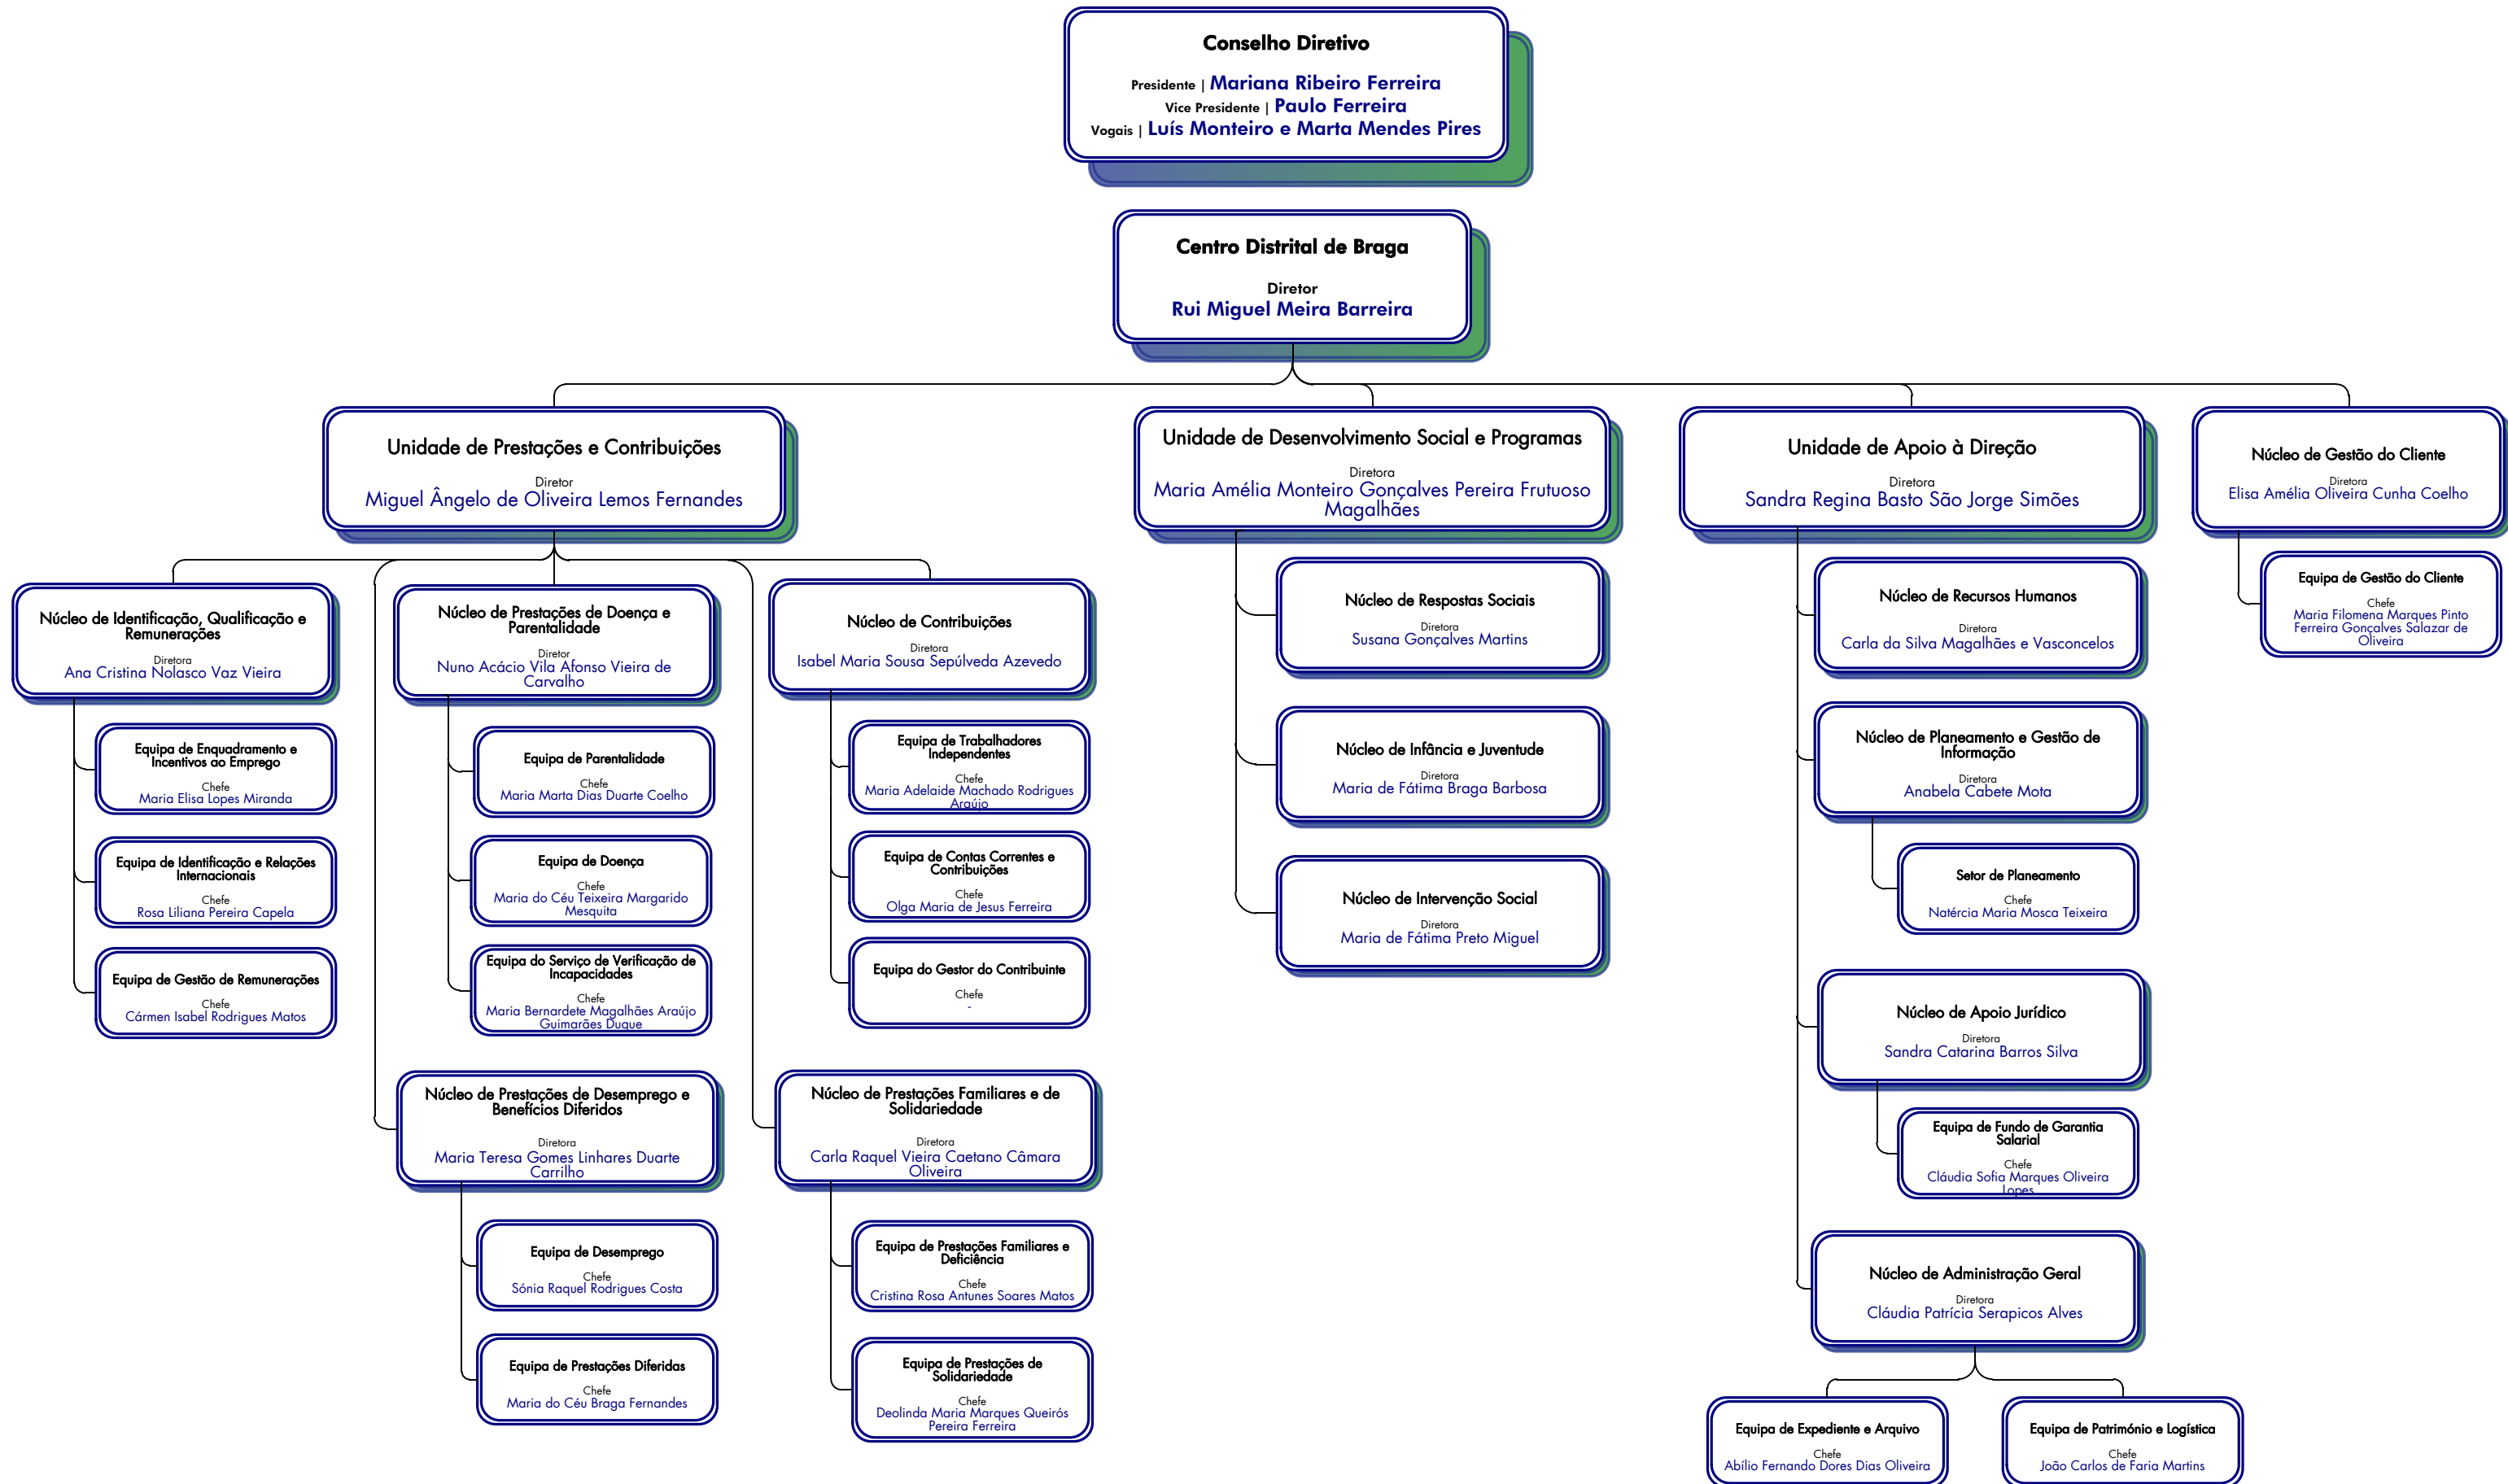 Conselho Diretivo
Presidente | Mariana Ribeiro Ferreira
Vice Presidente | Paulo Ferreira
Vogais | Luís Monteiro e Marta Mendes Pires
Centro Distrital de Braga
Diretor
Rui Miguel Meira Barreira
Unidade de Prestações e Contribuições
Diretor
Miguel Ângelo de Oliveira Lemos Fernandes
Unidade de Desenvolvimento Social e Programas
Diretora
Maria Amélia Monteiro Gonçalves Pereira Frutuoso
Magalhães
Unidade de Apoio à Direção
Diretora
Sandra Regina Basto São Jorge Simões
Núcleo de Gestão do Cliente
Diretora
Elisa Amélia Oliveira Cunha Coelho
Equipa de Gestão do Cliente
Chefe
Maria Filomena Marques Pinto
Ferreira Gonçalves Salazar de
Oliveira
Núcleo de Identificação, Qualificação e
Remunerações
Diretora
Ana Cristina Nolasco Vaz Vieira
Equipa de Enquadramento e
Incentivos ao Emprego
Chefe
Maria Elisa Lopes Miranda
Equipa de Identificação e Relações
Internacionais
Chefe
Rosa Liliana Pereira Capela
Equipa de Gestão de Remunerações
Chefe
Cármen Isabel Rodrigues Matos
Núcleo de Prestações de Doença e
Parentalidade
Diretor
Nuno Acácio Vila Afonso Vieira de
Carvalho
Equipa de Parentalidade
Chefe
Maria Marta Dias Duarte Coelho
Equipa de Doença
Chefe
Maria do Céu Teixeira Margarido
Mesquita
Equipa do Serviço de Verificação de
Incapacidades
Chefe
Maria Bernardete Magalhães Araújo
Guimarães Duque
Núcleo de Contribuições
Diretora
Isabel Maria Sousa Sepúlveda Azevedo
Equipa de Trabalhadores
Independentes
Chefe
Maria Adelaide Machado Rodrigues
Araújo
Equipa de Contas Correntes e
Contribuições
Chefe
Olga Maria de Jesus Ferreira
Equipa do Gestor do Contribuinte
Chefe
-
Núcleo de Prestações de Desemprego e
Benefícios Diferidos
Diretora
Maria Teresa Gomes Linhares Duarte
Carrilho
Equipa de Desemprego
Chefe
Sónia Raquel Rodrigues Costa
Equipa de Prestações Diferidas
Chefe
Maria do Céu Braga Fernandes
Núcleo de Prestações Familiares e de
Solidariedade
Diretora
Carla Raquel Vieira Caetano Câmara
Oliveira
Equipa de Prestações Familiares e
Deficiência
Chefe
Cristina Rosa Antunes Soares Matos
Equipa de Prestações de
Solidariedade
Chefe
Deolinda Maria Marques Queirós
Pereira Ferreira
Núcleo de Respostas Sociais
Diretora
Susana Gonçalves Martins
Núcleo de Infância e Juventude
Diretora
Maria de Fátima Braga Barbosa
Núcleo de Intervenção Social
Diretora
Maria de Fátima Preto Miguel
Núcleo de Recursos Humanos
Diretora
Carla da Silva Magalhães e Vasconcelos
Núcleo de Planeamento e Gestão de
Informação
Diretora
Anabela Cabete Mota
Setor de Planeamento
Chefe
Natércia Maria Mosca Teixeira
Núcleo de Apoio Jurídico
Diretora
Sandra Catarina Barros Silva
Equipa de Fundo de Garantia
Salarial
Chefe
Cláudia Sofia Marques Oliveira
Lopes
Núcleo de Administração Geral
Diretora
Cláudia Patrícia Serapicos Alves
Equipa de Expediente e Arquivo
Chefe
Abílio Fernando Dores Dias Oliveira
Equipa de Património e Logística
Chefe
João Carlos de Faria Martins